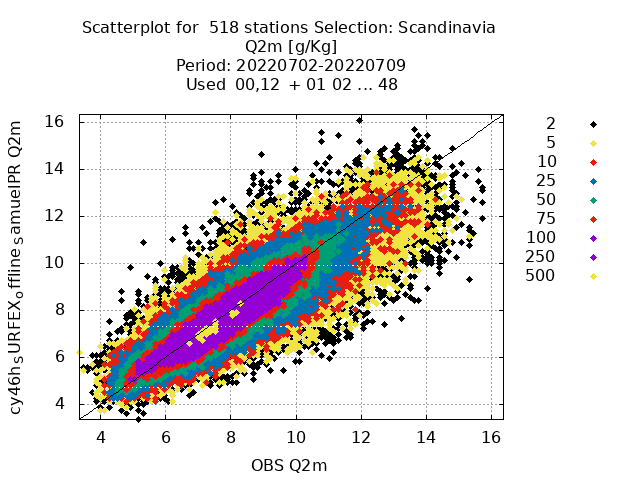 Scatterplot for 518 stations Selection: Scandinavia
Q2m [g/Kg]
Period: 20220702-20220709
Used 00,12 + 01 02 ... 48
cy46h_SURFEX_offline_SamuelPR Q2m
16
14
12
10
8
6
4
4 6 8 10 12 14 16
OBS Q2m
2
5
10
25
50
75
100
250
500